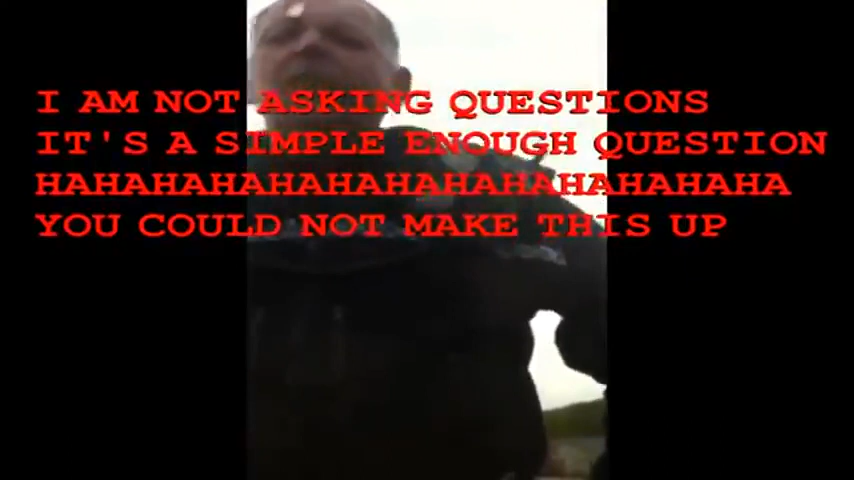 I AM NOT ASKING QUESTIONS
IT'S A SIMPLE ENOUGH QUESTION
HAHAHAHAHAHAHAHAHAHAHAHAHA
YOU COULD NOT MAKE THIS UP